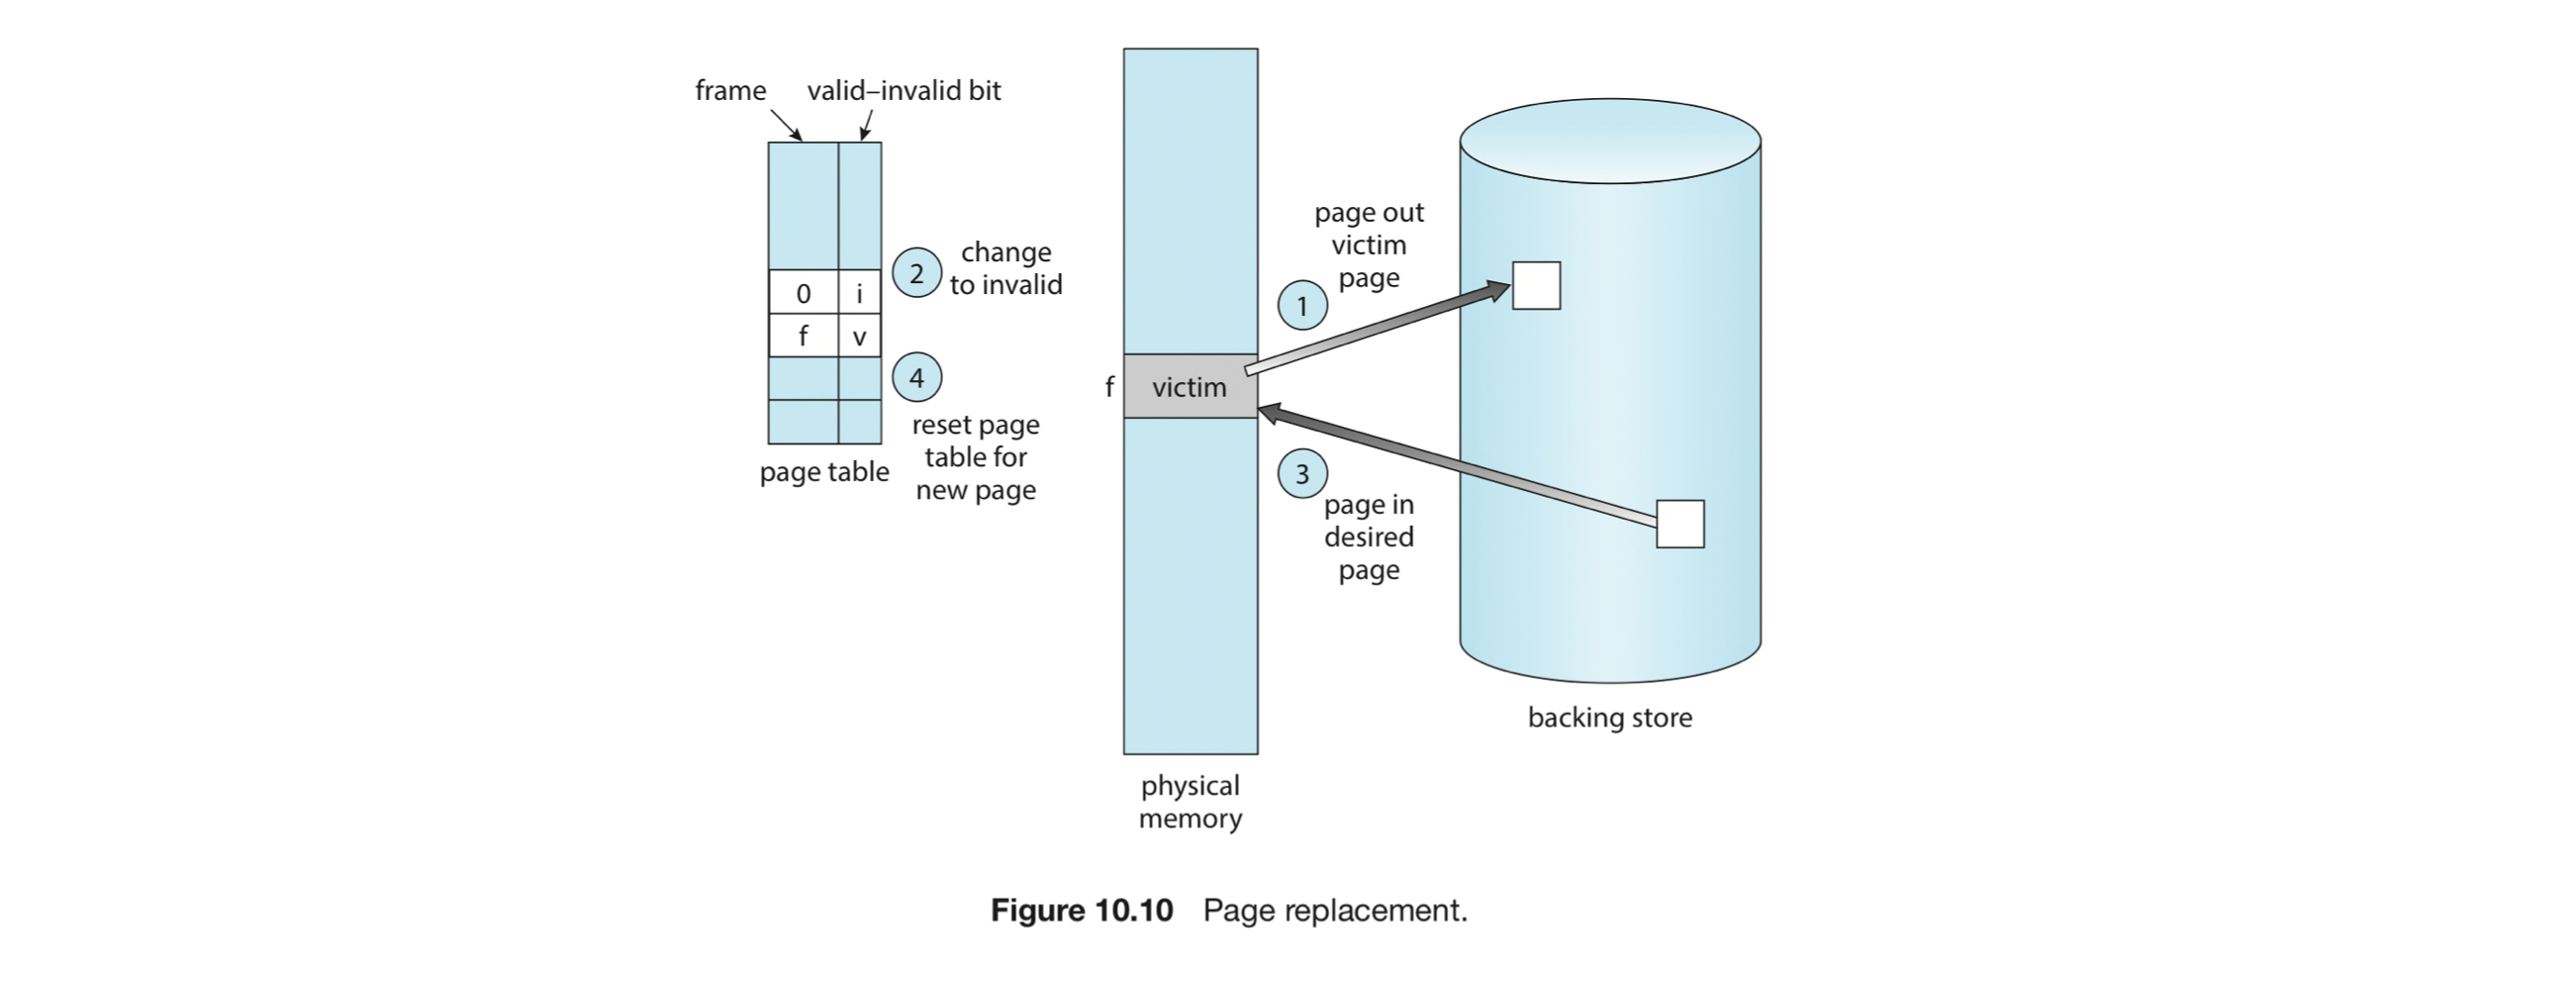 frame
valid–invalid bit
0 i
f v
page table
2
change
to invalid
4
reset page
table for
new page
f
victim
physical
memory
1
page out
victim
page
3
page in
desired
page
backing store
Figure 10.10 Page replacement.